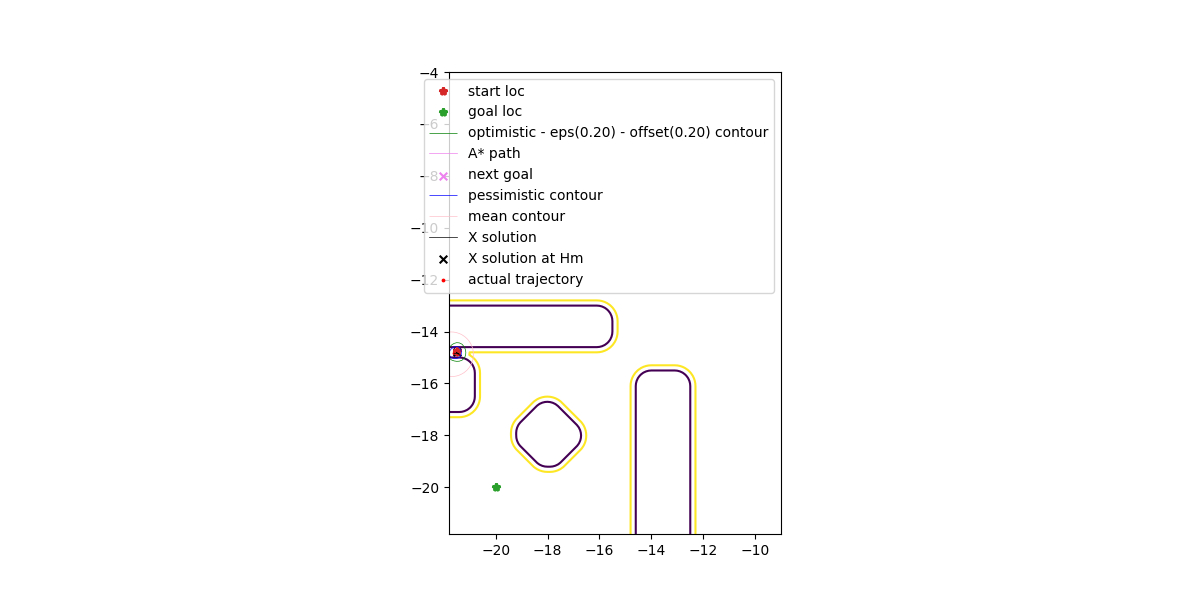 −4
start loc
goal loc
−6
optimistic - eps(0.20) - offset(0.20) contour
A* path
−8
next goal
pessimistic contour
mean contour
−10
X solution
X solution at Hm
−12
actual trajectory
−14
−16
−18
−20
−20 −18 −16 −14 −12 −10